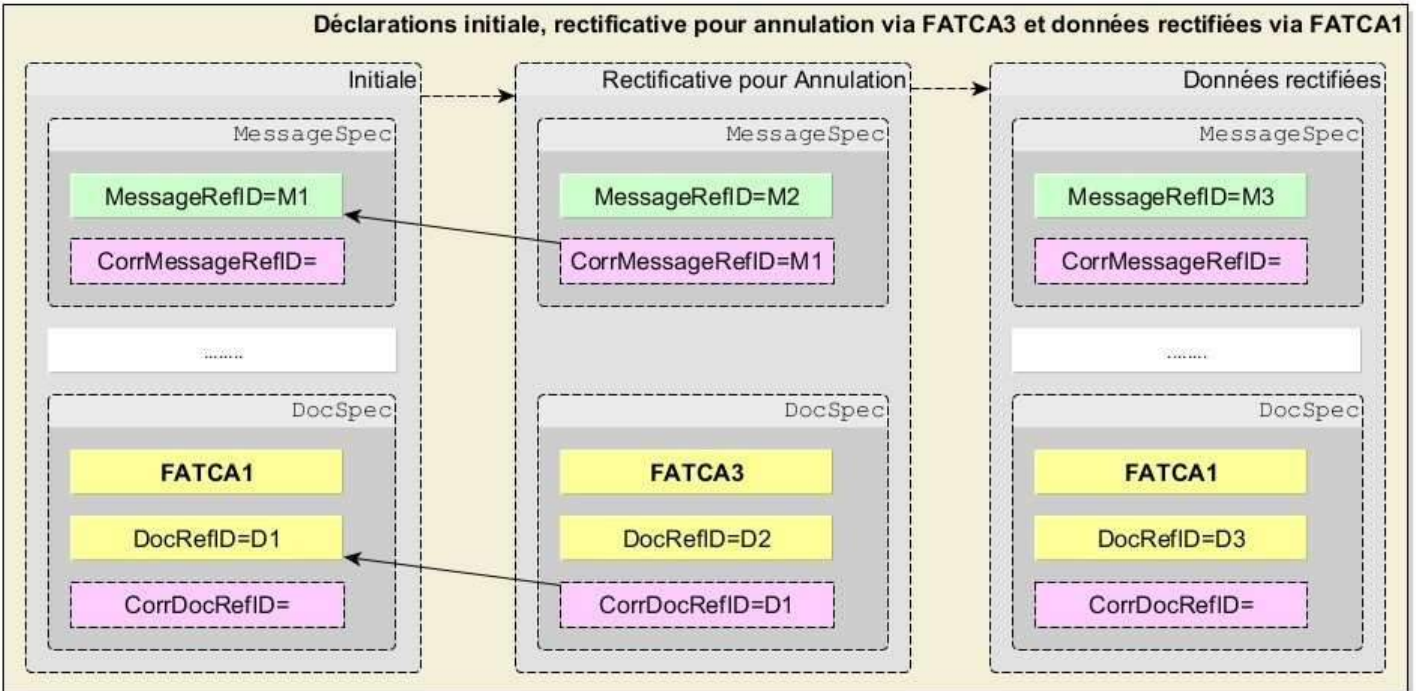 Déclarations initiale, rectificative pour annulation via FATCA3 et données rectifiées via FATCA1
Initiale
MessageSpec
MessageRefID=M1
CorrMessageRefID=
........
DocSpec
FATCA1
DocRefID=D1
CorrDocRefID=
Rectificative pour Annulation
MessageSpec
MessageRefID=M2
CorrMessageRefID=M1
DocSpec
FATCA3
DocRefID=D2
CorrDocRefID=D1
Données rectifiées
MessageSpec
MessageRefID=M3
CorrMessageRefID=
........
DocSpec
FATCA1
DocRefID=D3
CorrDocRefID=